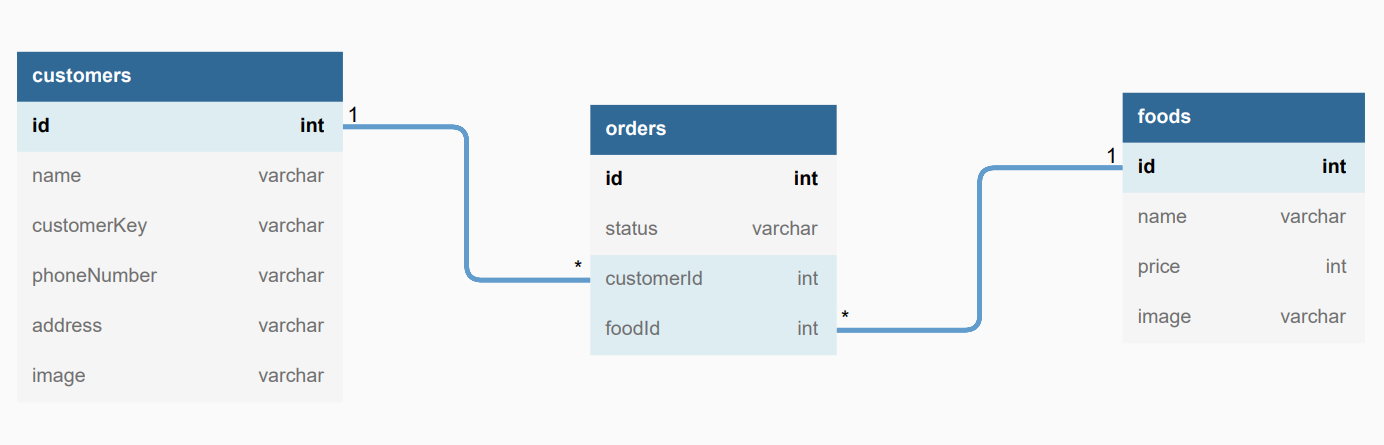 customers
id int
name varchar
customerKey varchar
phoneNumber varchar
address varchar
image varchar
1
*
orders
id int
status varchar
customerId int
foodId int
*
1
foods
id int
name varchar
price int
image varchar